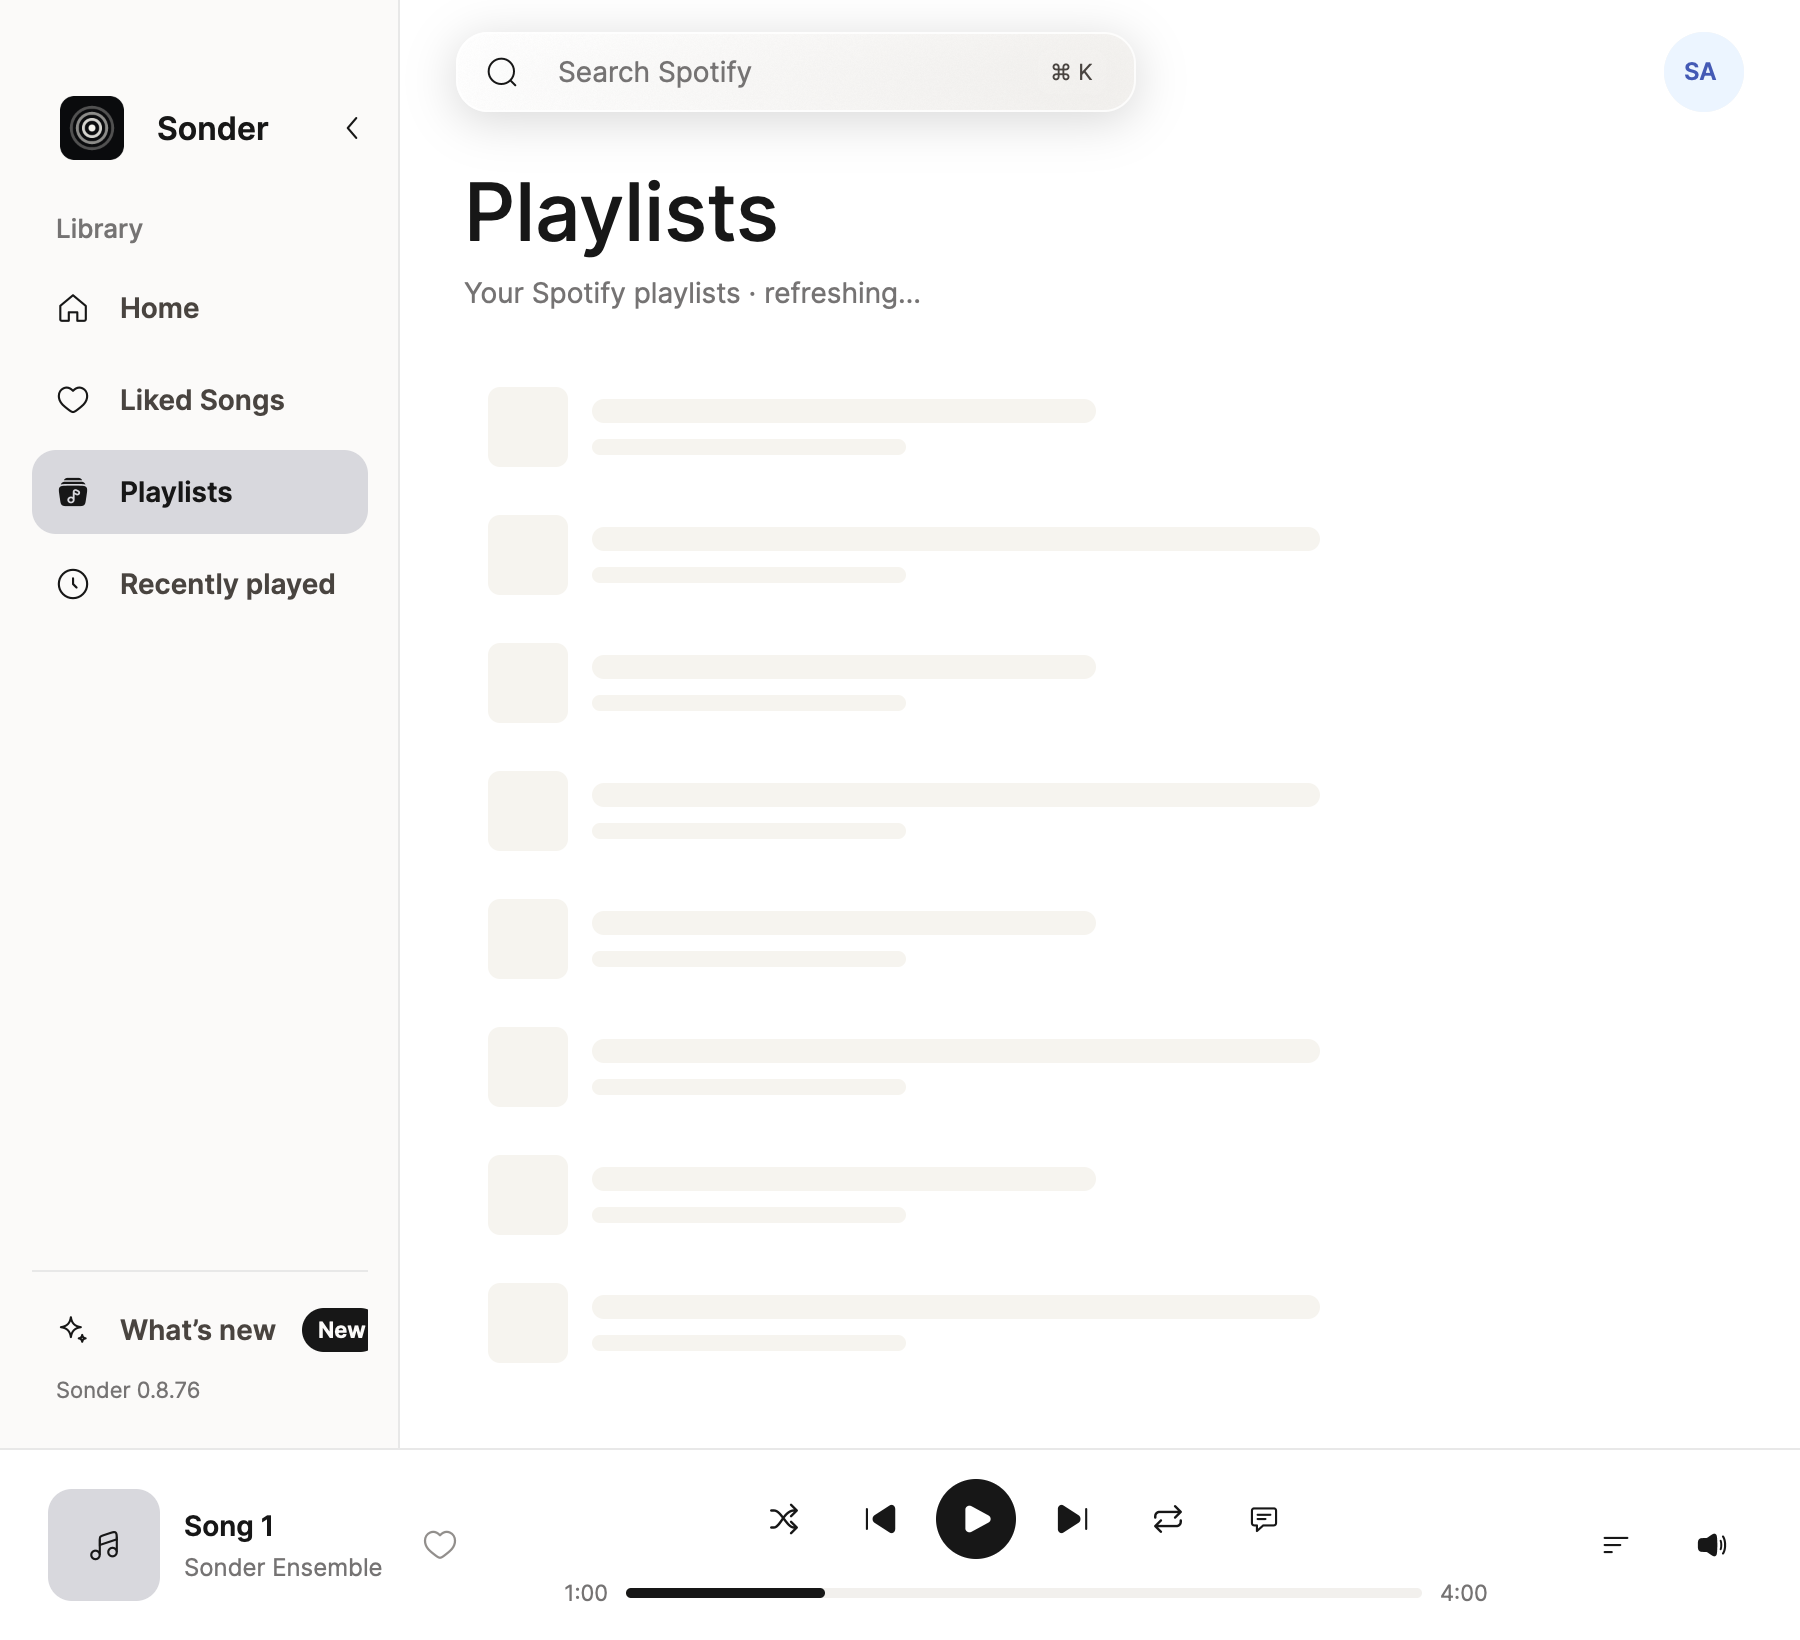 Search Spotify ⌘ K
SA
Sonder
Library
Home
Liked Songs
Playlists
Recently played
Playlists
Your Spotify playlists · refreshing...
What’s new New
Sonder 0.8.76
Song 1
Sonder Ensemble
1:00
4:00